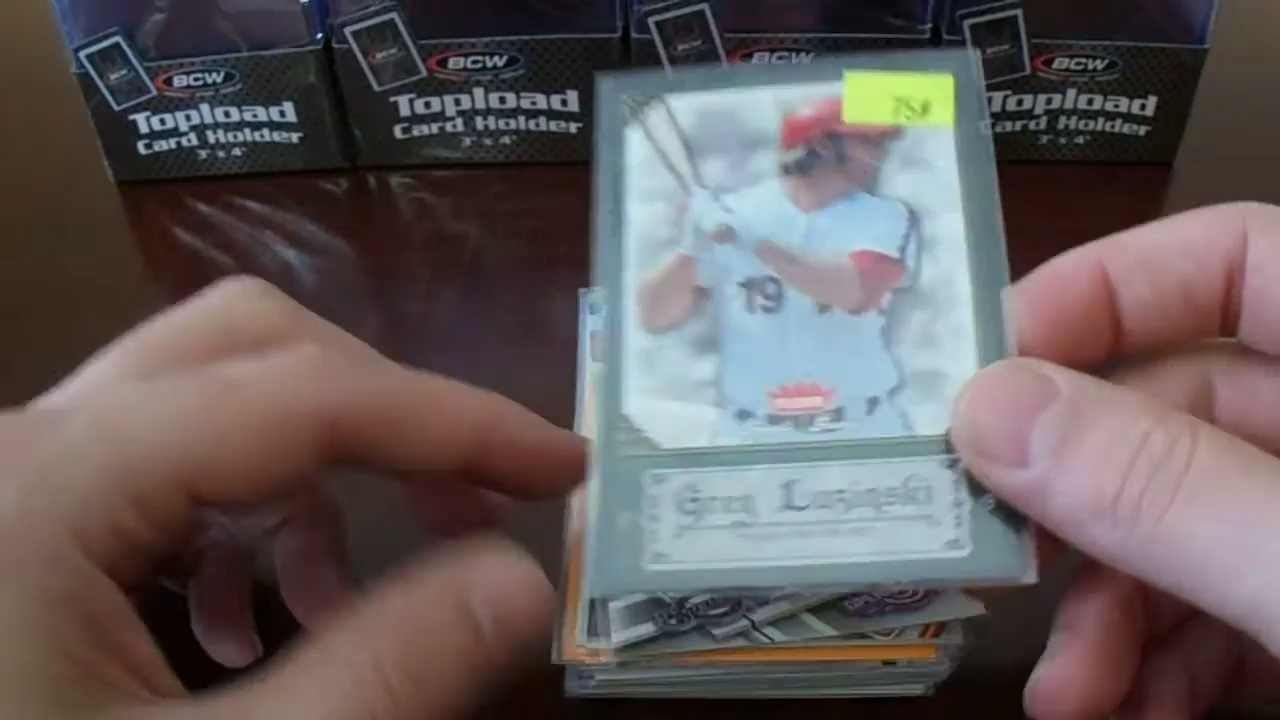 BCW
Topload
Card Holder
3" x 4"
BCW
Topload
Card Holder
3" x 4"
BCW
BCW
Topload
Card Holder
3" x 4"
75¢
19
Greg Luzinski